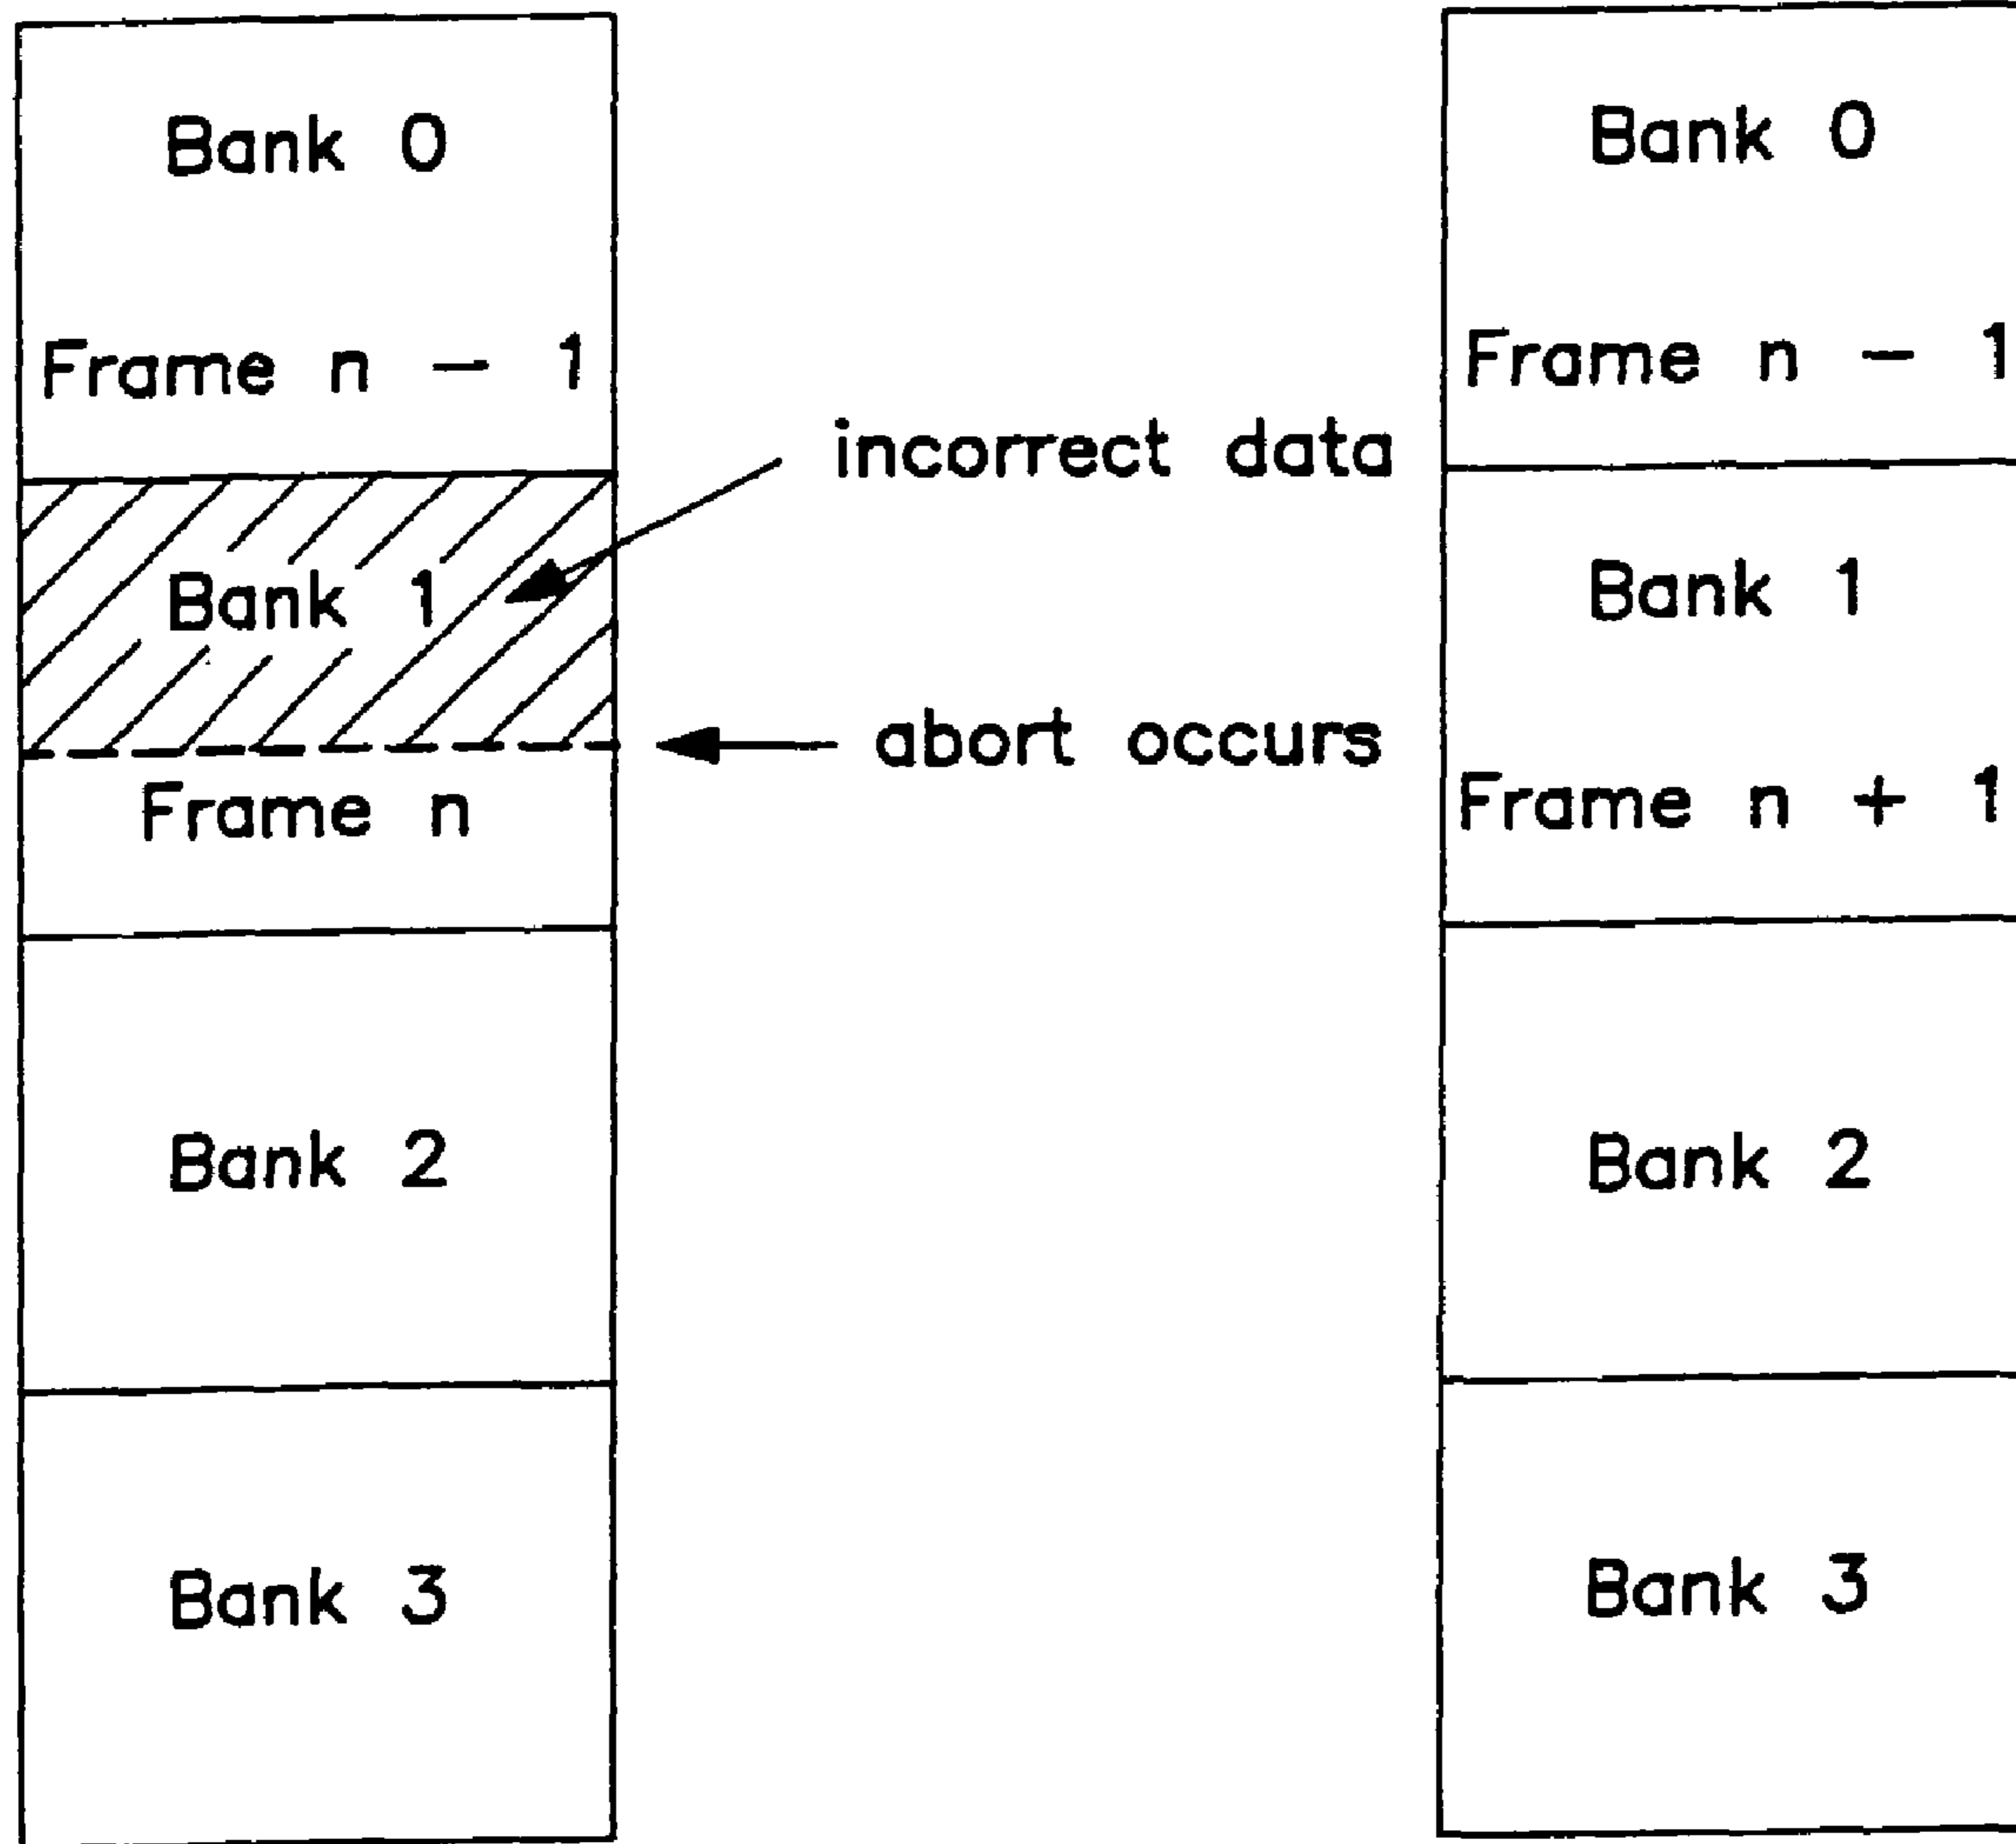 Bank 0
Frame n - 1
Bank 1
Frame n
Bank 2
Bank 3
incorrect data
abort occurs
Bank 0
Frame n - 1
Bank 1
Frame n + 1
Bank 2
Bank 3